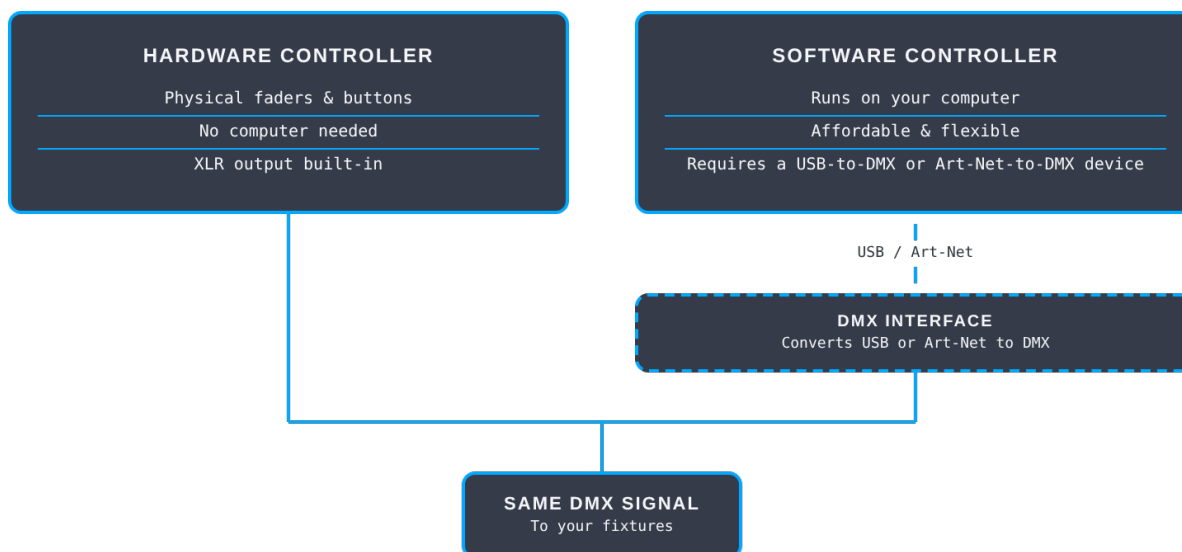 HARDWARE CONTROLLER
Physical faders & buttons
No computer needed
XLR output built-in
SOFTWARE CONTROLLER
Runs on your computer
Affordable & flexible
Requires a USB-to-DMX or Art-Net-to-DMX device
USB / Art-Net
DMX INTERFACE
Converts USB or Art-Net to DMX
SAME DMX SIGNAL
To your fixtures